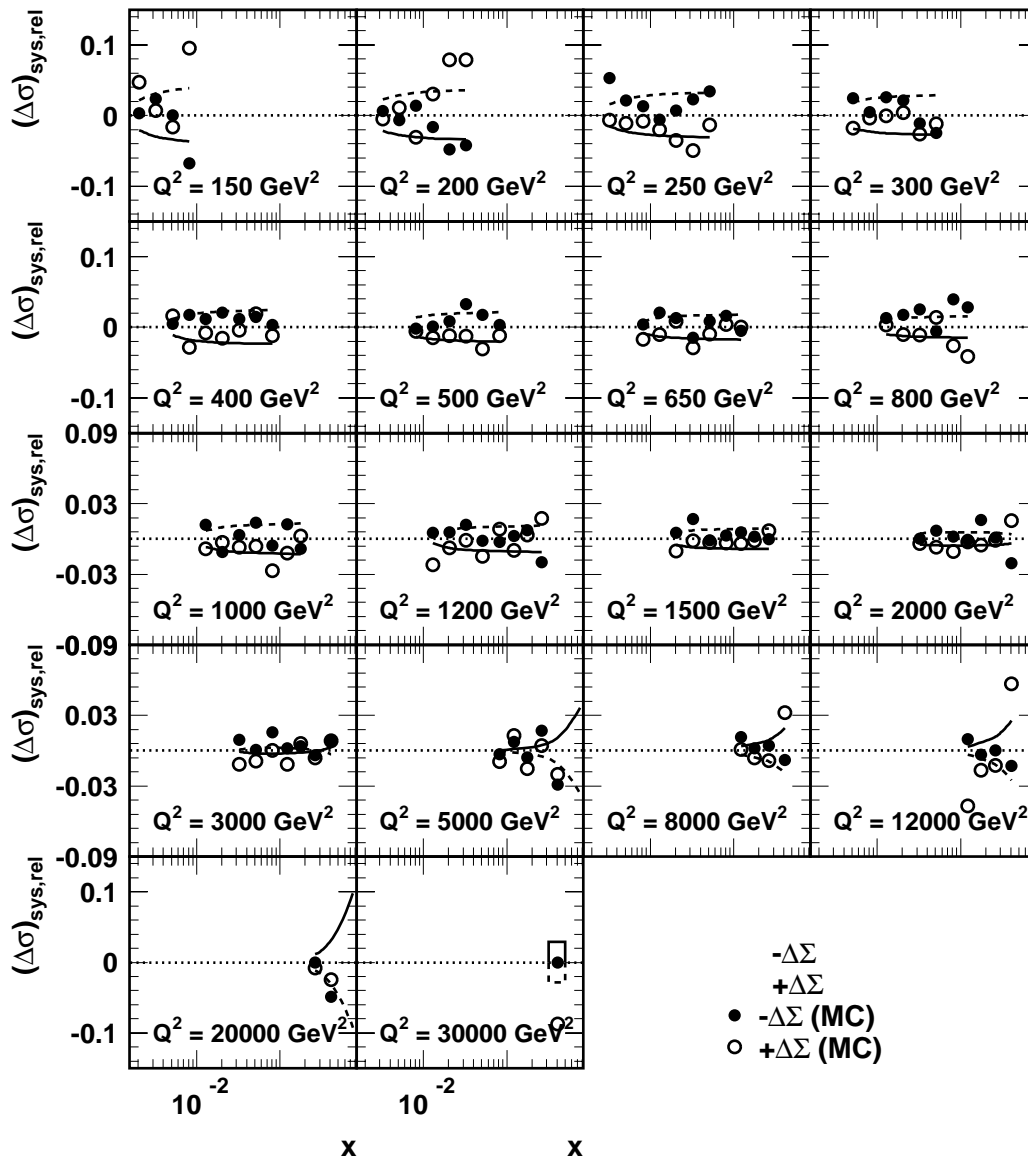 (Δσ)sys,rel
0.1
0
-0.1
Q² = 150 GeV²
Q² = 200 GeV²
Q² = 250 GeV²
Q² = 300 GeV²
(Δσ)sys,rel
0.1
0
-0.1
Q² = 400 GeV²
Q² = 500 GeV²
Q² = 650 GeV²
Q² = 800 GeV²
(Δσ)sys,rel
0.09
0.03
-0.03
-0.09
Q² = 1000 GeV²
Q² = 1200 GeV²
Q² = 1500 GeV²
Q² = 2000 GeV²
(Δσ)sys,rel
0.03
-0.03
-0.09
Q² = 3000 GeV²
Q² = 5000 GeV²
Q² = 8000 GeV²
Q² = 12000 GeV²
(Δσ)sys,rel
0.1
0
-0.1
Q² = 20000 GeV²
Q² = 30000 GeV²
-ΔΣ
+ΔΣ
-ΔΣ (MC)
+ΔΣ (MC)
10⁻²
10⁻²
x
x